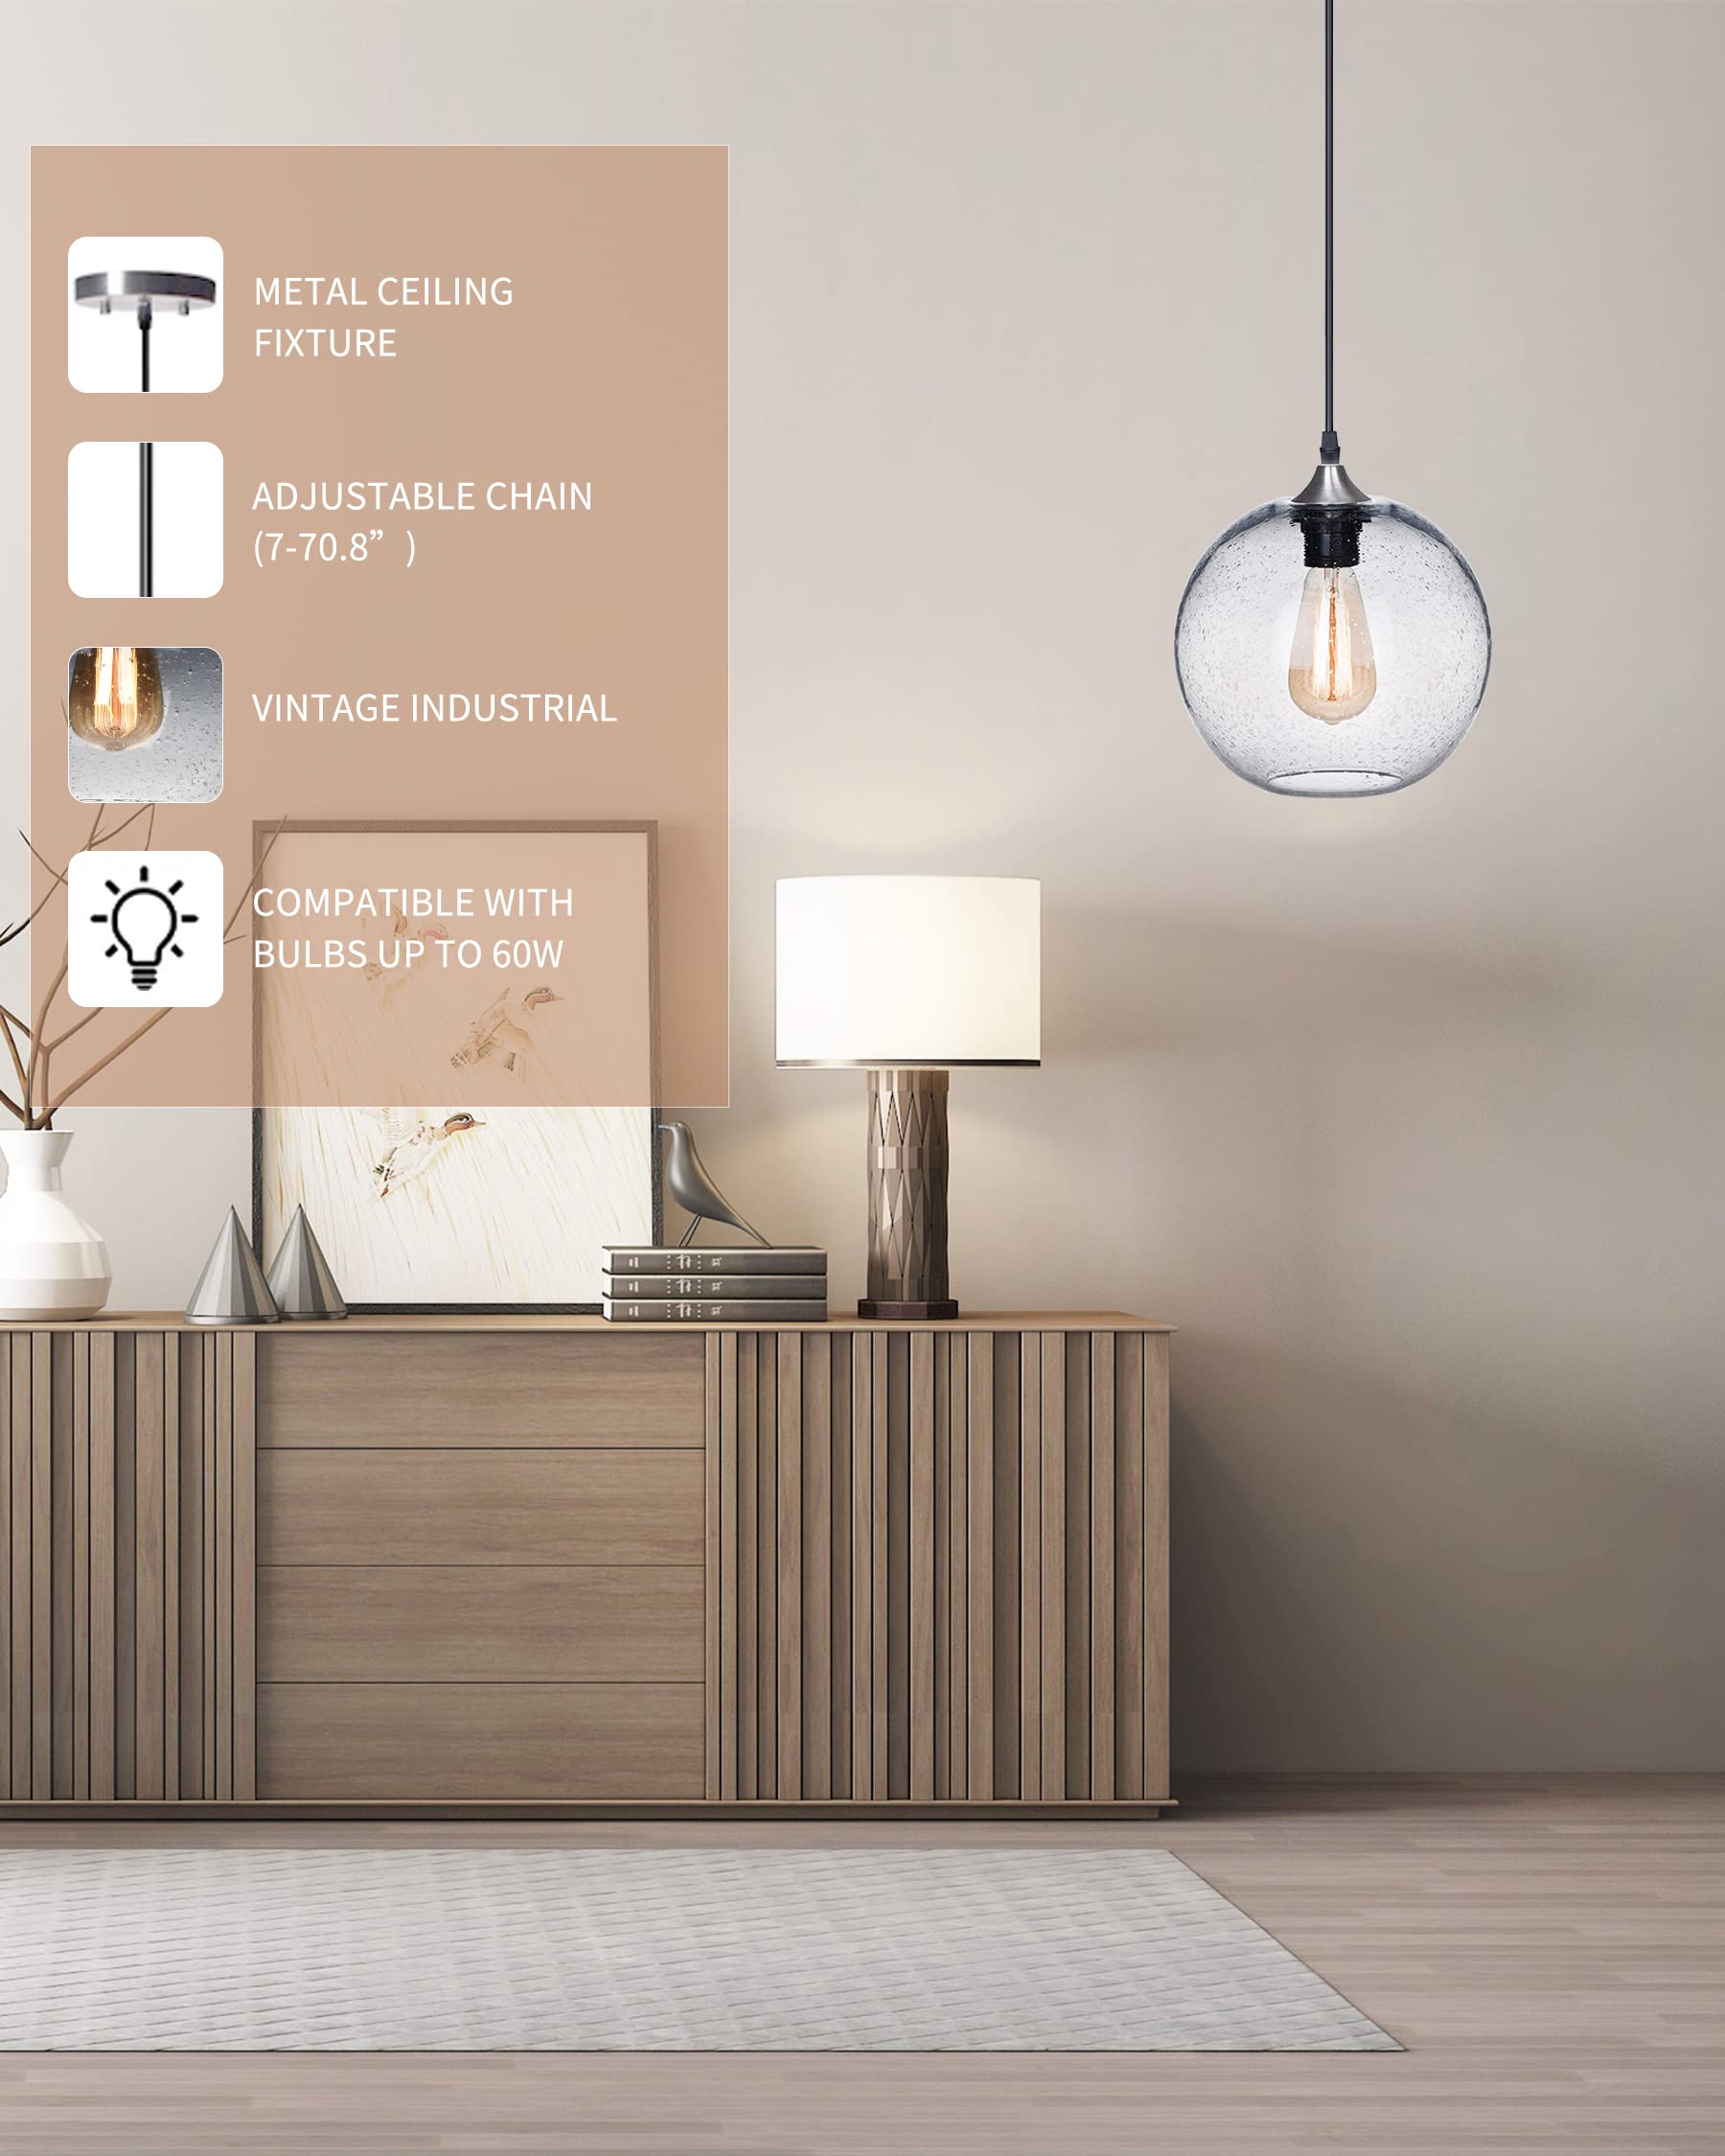 METAL CEILING
FIXTURE
ADJUSTABLE CHAIN
(7-70.8” )
VINTAGE INDUSTRIAL
COMPATIBLE WITH
BULBS UP TO 60W